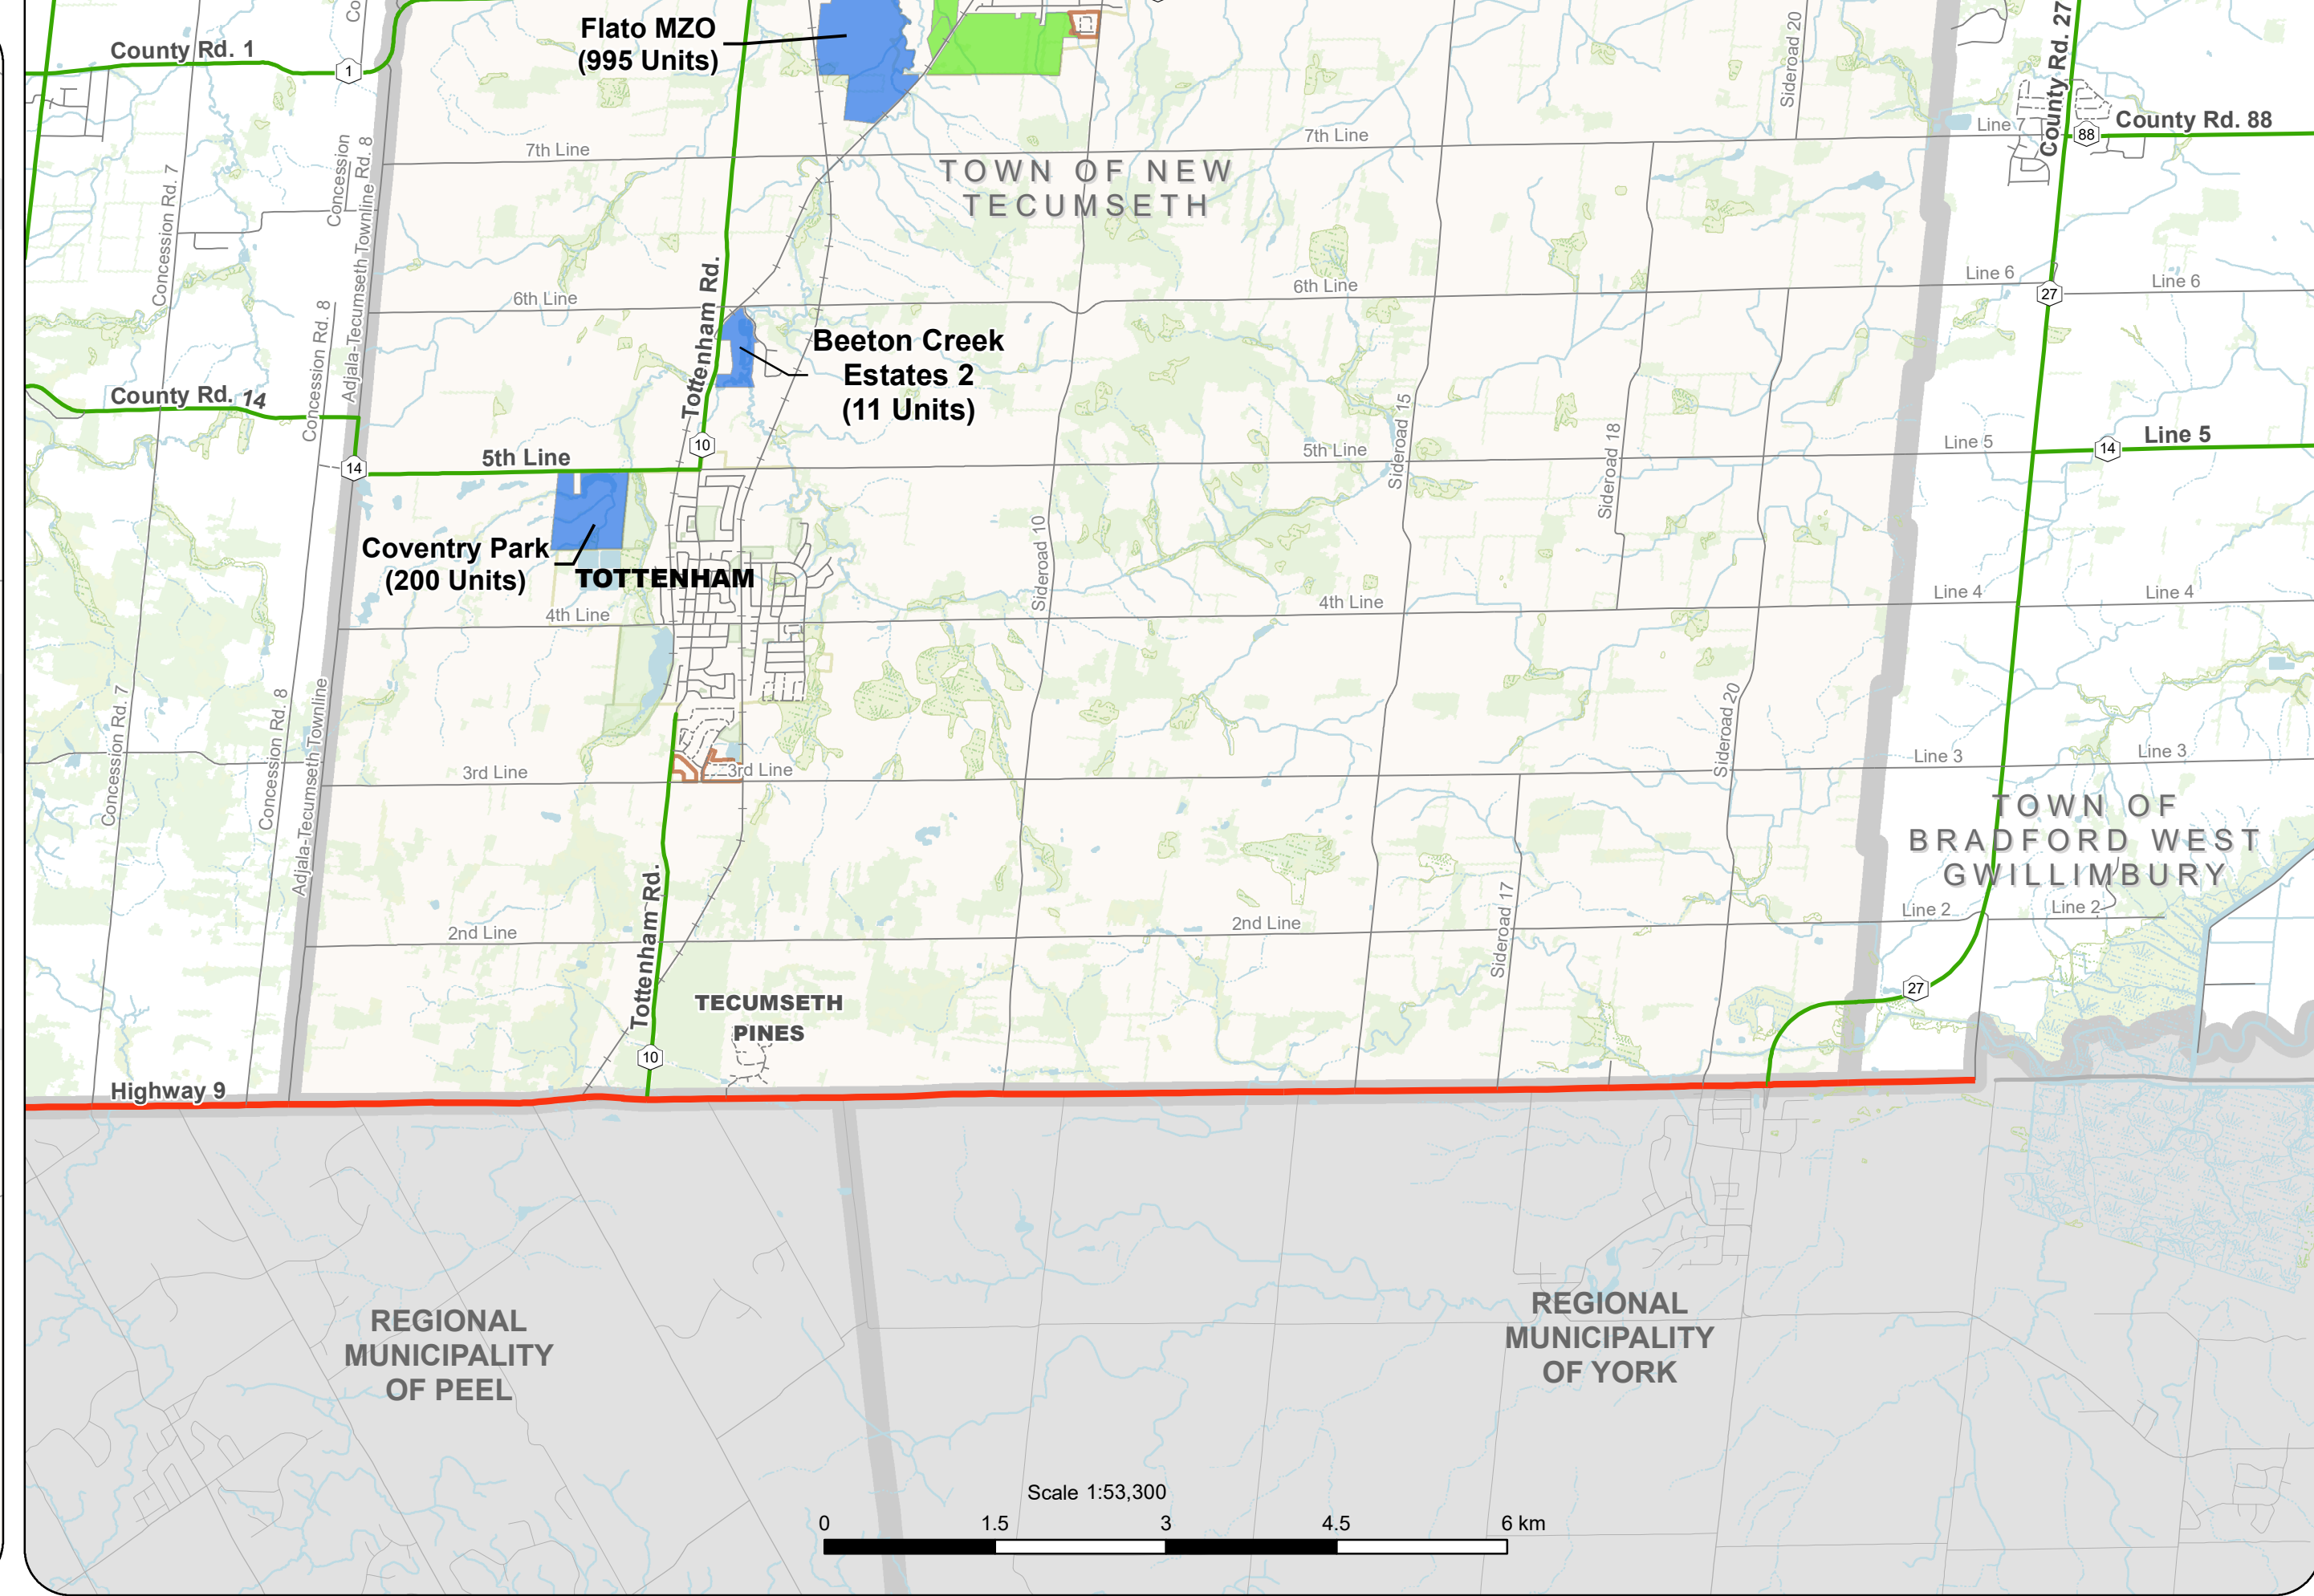 Flato MZO
(995 Units)
County Rd. 1
1
Co
Sideroad 20
County Rd. 27
Line 7
88
County Rd. 88
7th Line
7th Line
TOWN OF NEW
TECUMSETH
Concession
Adjala-Tecumseth Townline Rd. 8
Concession Rd. 7
6th Line
6th Line
Line 6
Line 6
27
Tottenham Rd.
Beeton Creek
Estates 2
(11 Units)
Concession Rd. 8
County Rd. 14
14
5th Line
10
5th Line
Sideroad 15
Sideroad 18
Line 5
14
Line 5
Coventry Park
(200 Units)
TOTTENHAM
Sideroad 10
4th Line
4th Line
Line 4
Line 4
Concession Rd. 7
Concession Rd. 8
Adjala-Tecumseth Townline
3rd Line
3rd Line
Sideroad 20
Line 3
Line 3
TOWN OF
BRADFORD WEST
GWILLIMBURY
2nd Line
Tottenham Rd.
2nd Line
Sideroad 17
Line 2
Line 2
27
TECUMSETH
PINES
10
Highway 9
REGIONAL
MUNICIPALITY
OF PEEL
REGIONAL
MUNICIPALITY
OF YORK
Scale 1:53,300
0 1.5 3 4.5 6 km